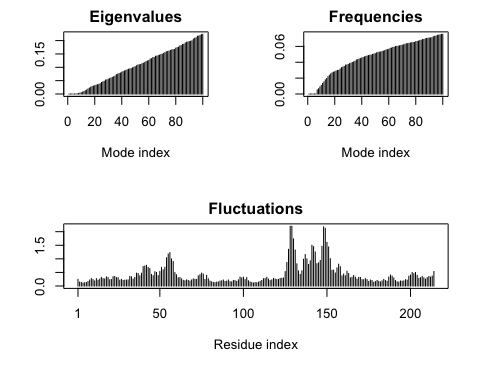 Eigenvalues
Frequencies
0.15
0.00
0.06
0.00
0 20 40 60 80
0 20 40 60 80
Mode index
Mode index
Fluctuations
1.5
0.0
1 50 100 150 200
Residue index